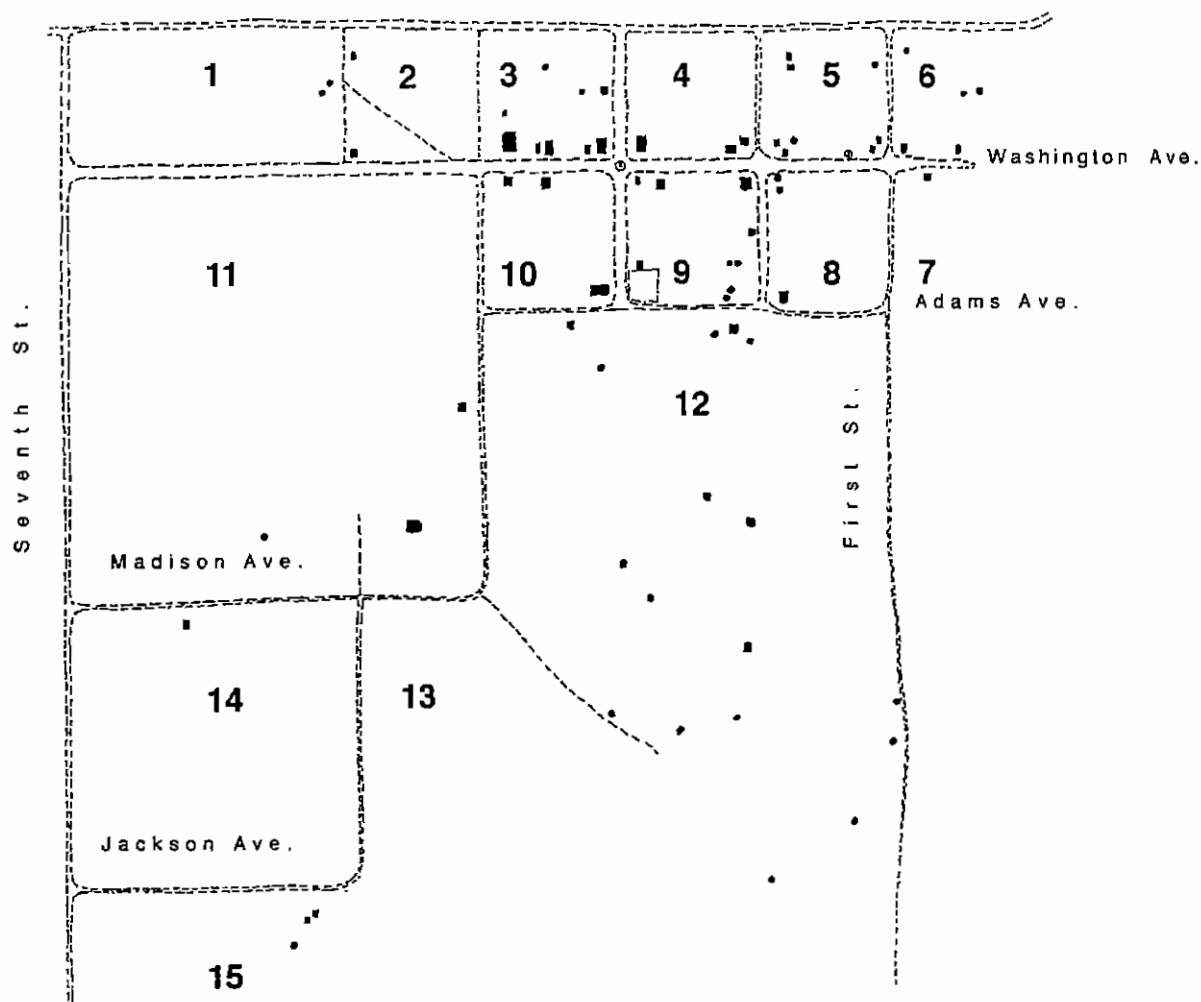 1 2 3 4 5 6
Washington Ave.
11 10 9 8 7
Adams Ave.
Seventh St.
12
First St.
Madison Ave.
14 13
Jackson Ave.
15